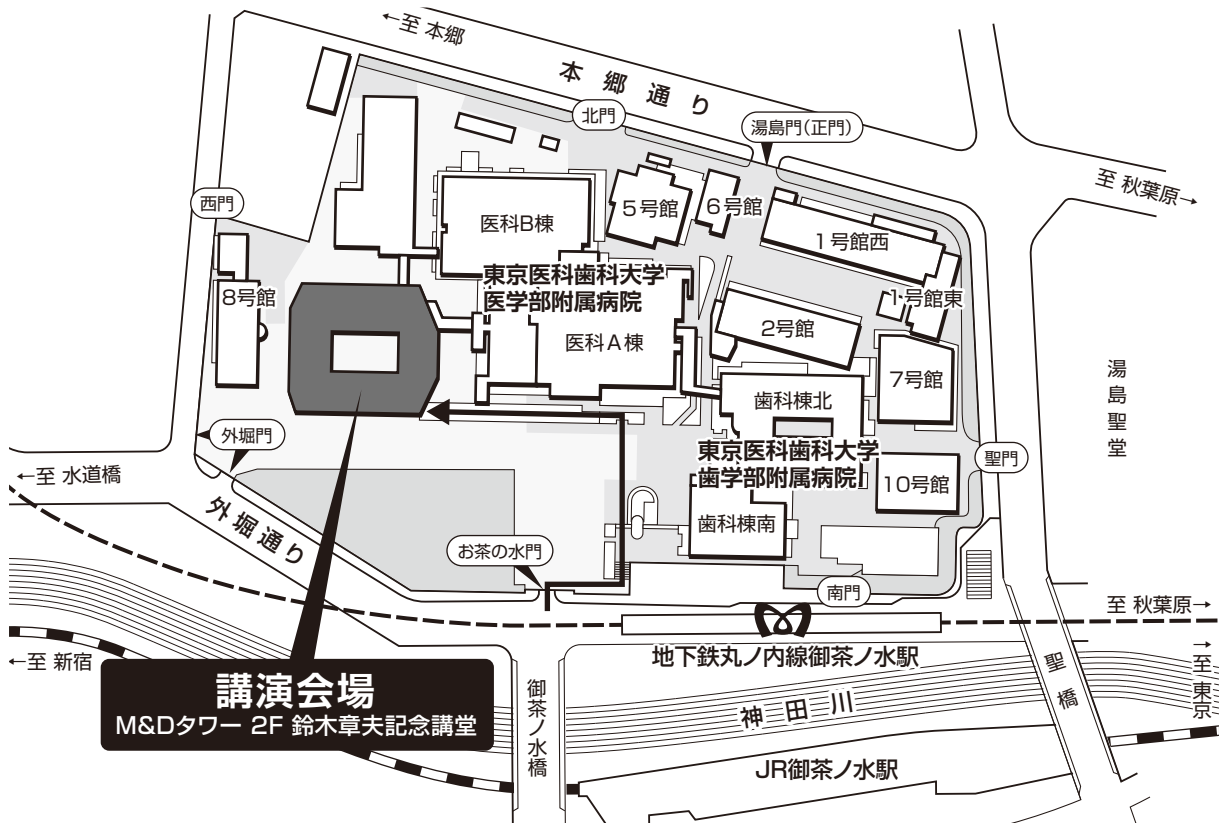 ←至 本郷
本郷通り
北門
湯島門(正門)
至 秋葉原→
西門
医科B棟
5号館
6号館
1号館西
東京医科歯科大学
医学部附属病院
8号館
1号館東
医科A棟
2号館
7号館
湯島聖堂
歯科棟北
外堀門
東京医科歯科大学
歯学部附属病院
聖門
←至 水道橋
10号館
外堀通り
歯科棟南
お茶の水門
南門
至 秋葉原→
地下鉄丸ノ内線御茶ノ水駅
←至 新宿
聖橋
→至 東京
講演会場
M&Dタワー 2F 鈴木章夫記念講堂
御茶ノ水橋
神田川
JR御茶ノ水駅